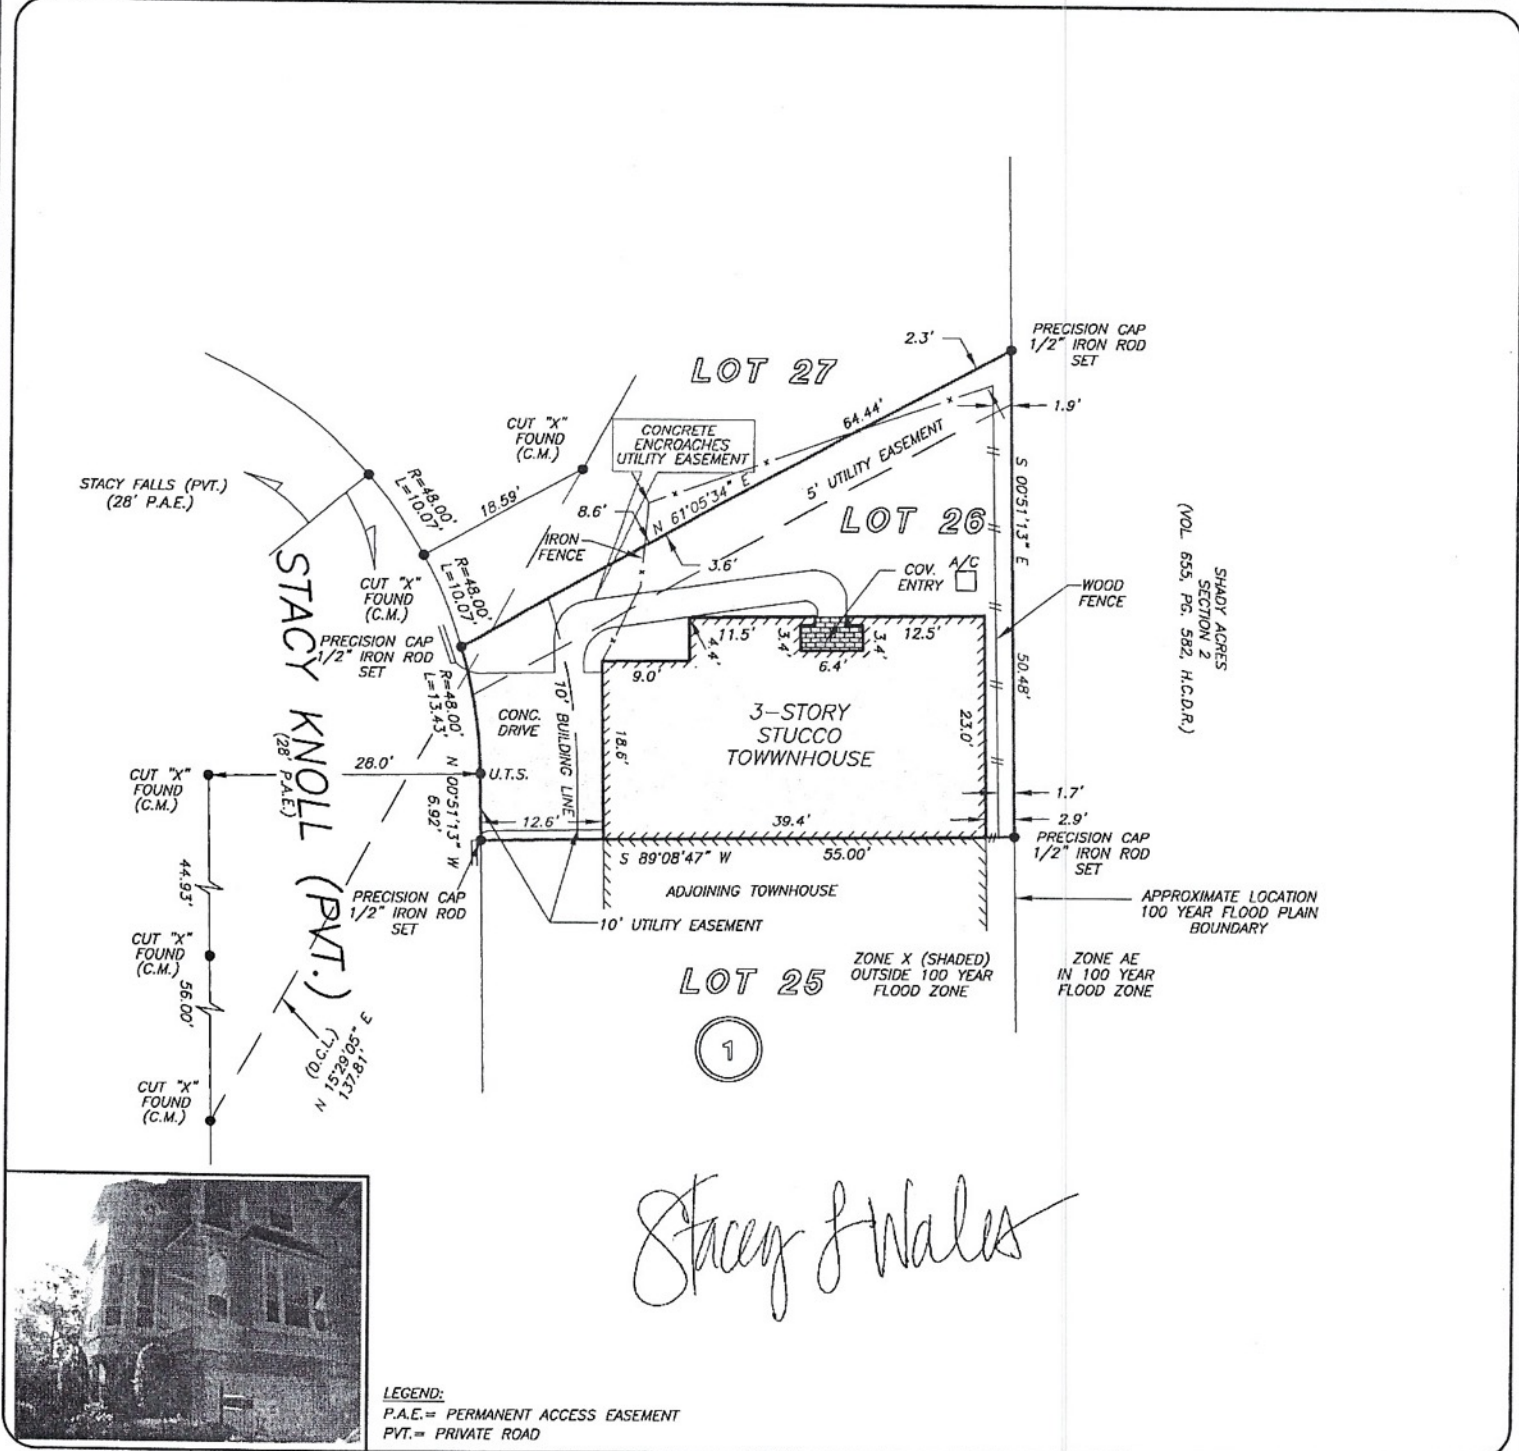 LOT 27
2.3'
PRECISION CAP
1/2" IRON ROD
SET
1.9'
64.44'
CUT "X"
FOUND
(C.M.)
CONCRETE
ENCROACHES
UTILITY EASEMENT
STACY FALLS (PVT.)
(28' P.A.E.)
R=48.00'
L=10.07'
18.59'
8.6'
N 61°05'34" E
5' UTILITY EASEMENT
LOT 26
S 00°51'13" E
50.48'
SHADY ACRES
SECTION 2
(VOL. 655, PG. 582, H.C.D.R.)
IRON
FENCE
3.6'
COV.
ENTRY
A/C
WOOD
FENCE
CUT "X"
FOUND
(C.M.)
R=48.00'
L=10.07'
PRECISION CAP
1/2" IRON ROD
SET
11.5'
3.4'
3.4'
12.5'
4.4'
6.4'
9.0'
R=48.00'
L=13.43'
CONC.
DRIVE
10' BUILDING LINE
18.6'
3-STORY
STUCCO
TOWWNHOUSE
23.0'
STACY KNOLL (PVT.)
(28' P.A.E.)
CUT "X"
FOUND
(C.M.)
28.0'
U.T.S.
N 00°51'13" W
6.92'
12.6'
39.4'
1.7'
2.9'
S 89°08'47" W
55.00'
PRECISION CAP
1/2" IRON ROD
SET
ADJOINING TOWNHOUSE
PRECISION CAP
1/2" IRON ROD
SET
10' UTILITY EASEMENT
APPROXIMATE LOCATION
100 YEAR FLOOD PLAIN
BOUNDARY
44.93'
CUT "X"
FOUND
(C.M.)
56.00'
LOT 25
ZONE X (SHADED)
OUTSIDE 100 YEAR
FLOOD ZONE
ZONE AE
IN 100 YEAR
FLOOD ZONE
1
(D.C.L.)
N 15°29'05" E
137.81'
CUT "X"
FOUND
(C.M.)
Stacey L Wales
LEGEND:
P.A.E.= PERMANENT ACCESS EASEMENT
PVT.= PRIVATE ROAD